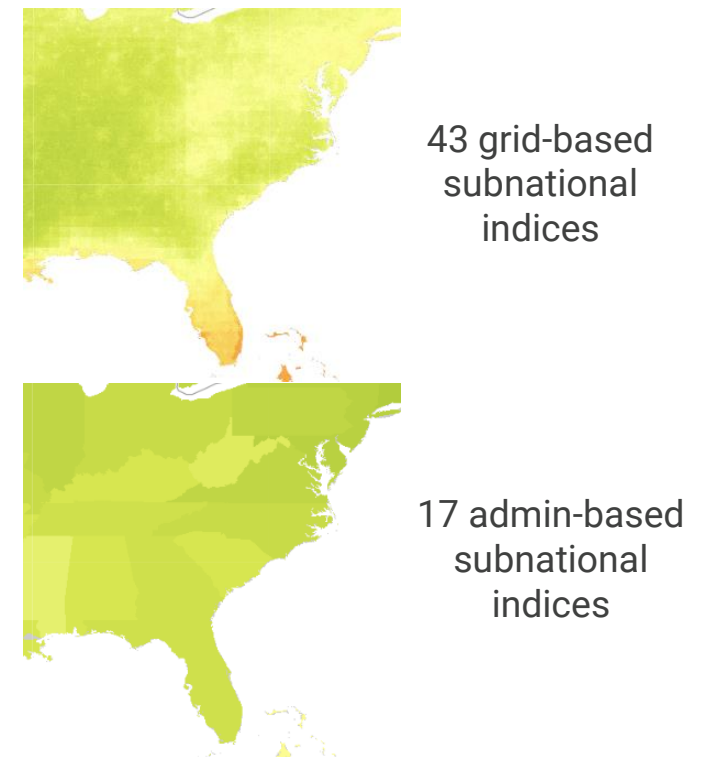 43 grid-based
subnational
indices
17 admin-based
subnational
indices